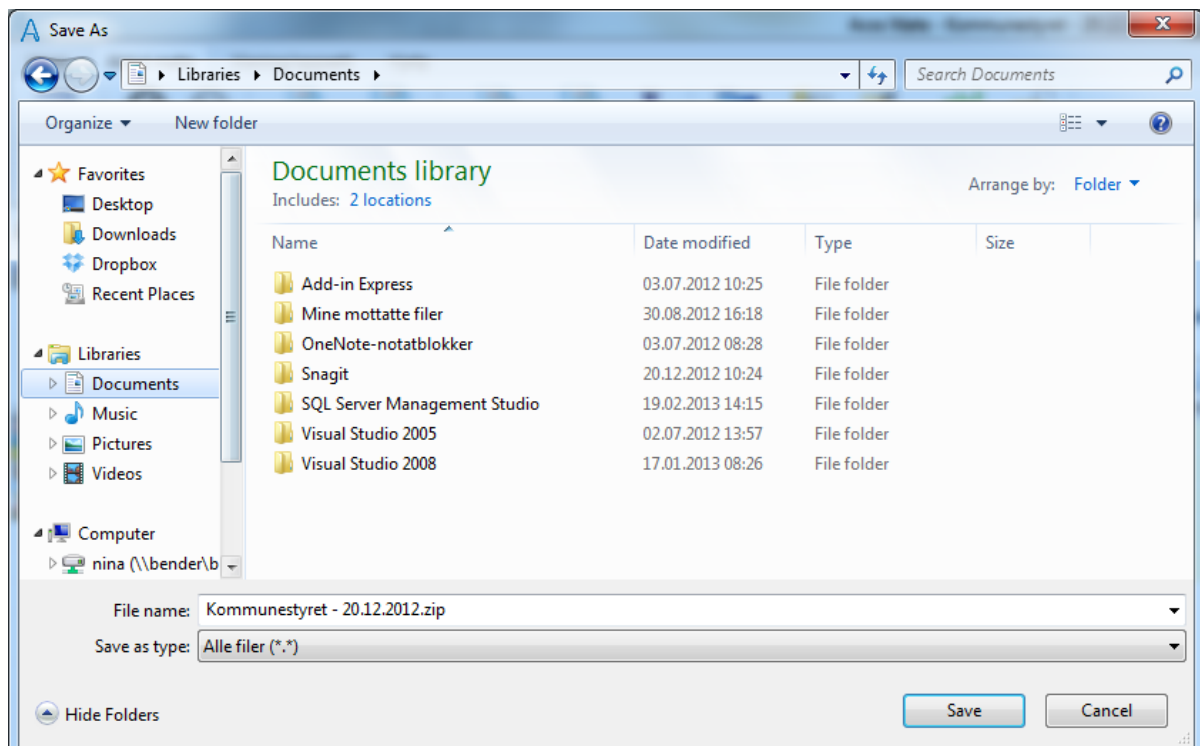 Save As
Libraries Documents
Search Documents
Organize New folder
Favorites
Desktop
Downloads
Dropbox
Recent Places
Libraries
Documents
Music
Pictures
Videos
Computer
nina (\\bender\b
Documents library
Includes: 2 locations
Arrange by: Folder
Name Date modified Type Size
Add-in Express 03.07.2012 10:25 File folder
Mine mottatte filer 30.08.2012 16:18 File folder
OneNote-notatblokker 03.07.2012 08:28 File folder
Snagit 20.12.2012 10:24 File folder
SQL Server Management Studio 19.02.2013 14:15 File folder
Visual Studio 2005 02.07.2012 13:57 File folder
Visual Studio 2008 17.01.2013 08:26 File folder
File name: Kommunestyret - 20.12.2012.zip
Save as type: Alle filer (*.*)
Hide Folders
Save Cancel